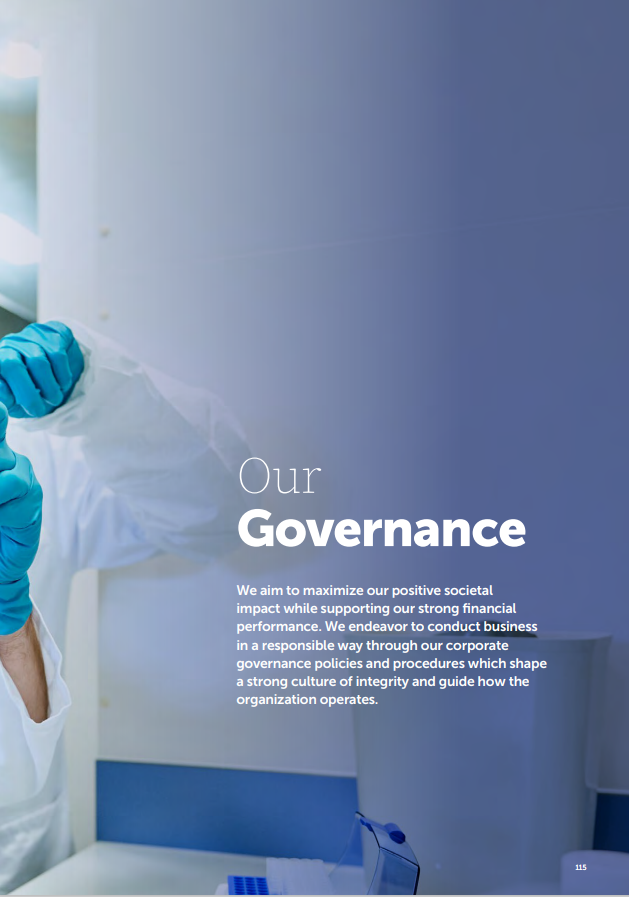 Our
Governance
We aim to maximize our positive societal
impact while supporting our strong financial
performance. We endeavor to conduct business
in a responsible way through our corporate
governance policies and procedures which shape
a strong culture of integrity and guide how the
organization operates.
115